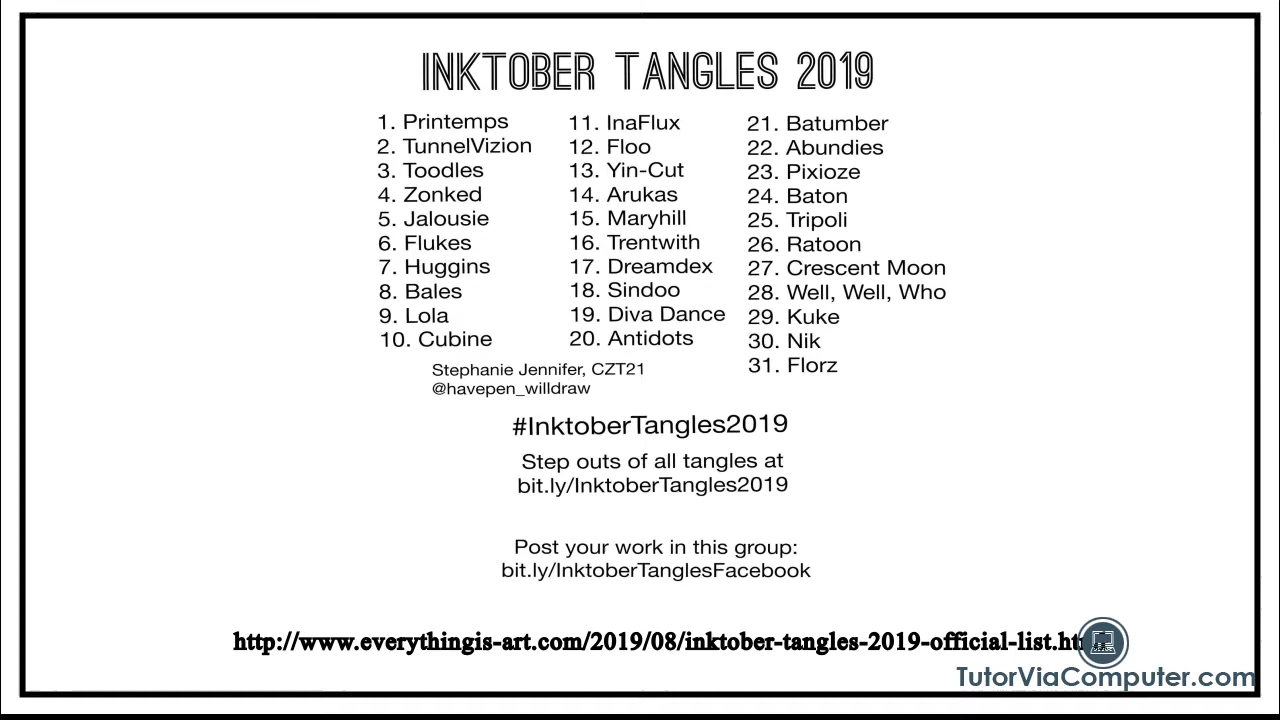 INKTOBER TANGLES 2019
1. Printemps
2. TunnelVizion
3. Toodles
4. Zonked
5. Jalousie
6. Flukes
7. Huggins
8. Bales
9. Lola
10. Cubine
11. InaFlux
12. Floo
13. Yin-Cut
14. Arukas
15. Maryhill
16. Trentwith
17. Dreamdex
18. Sindoo
19. Diva Dance
20. Antidots
21. Batumber
22. Abundies
23. Pixioze
24. Baton
25. Tripoli
26. Ratoon
27. Crescent Moon
28. Well, Well, Who
29. Kuke
30. Nik
31. Florz
Stephanie Jennifer, CZT21
@havepen_willdraw
#InktoberTangles2019
Step outs of all tangles at
bit.ly/InktoberTangles2019
Post your work in this group:
bit.ly/InktoberTanglesFacebook
http://www.everythingis-art.com/2019/08/inktober-tangles-2019-official-list.ht
TutorViaComputer.com